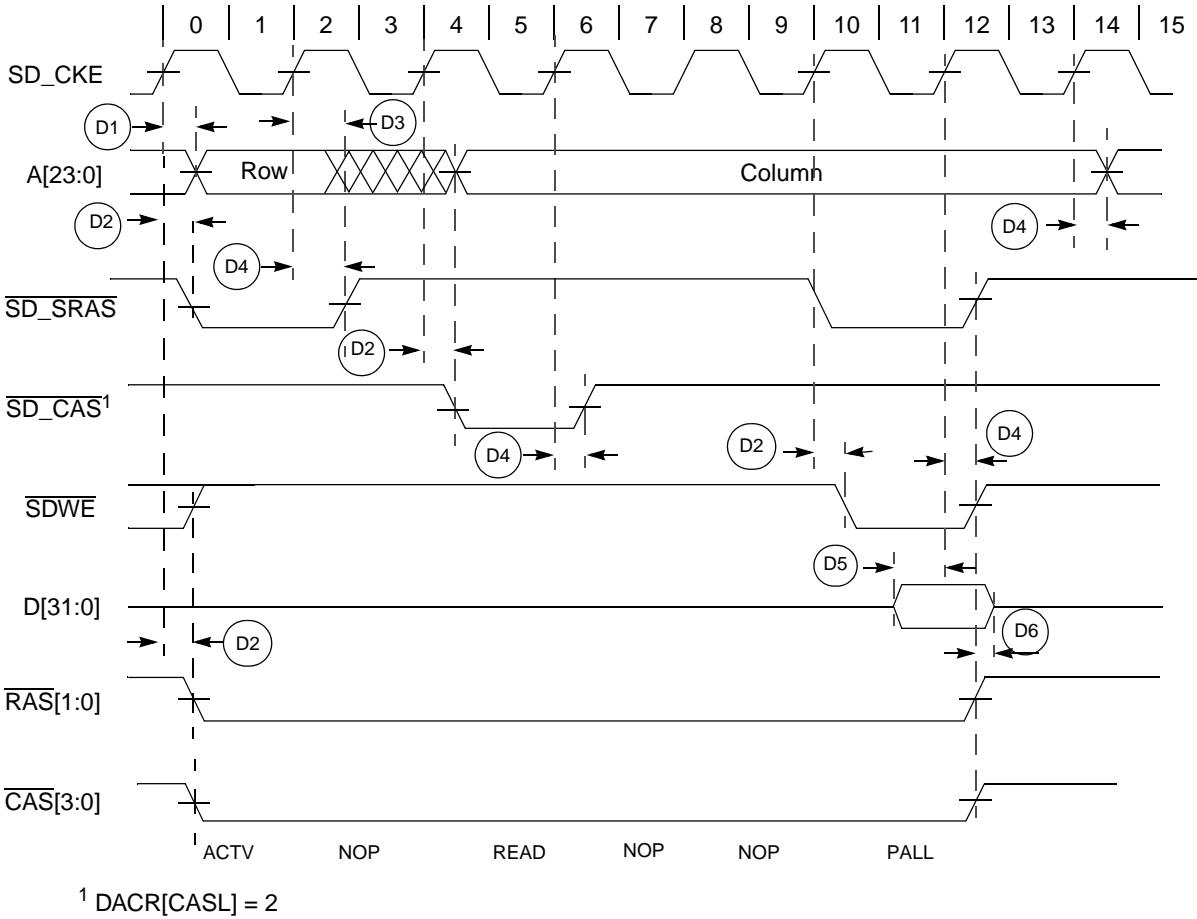 0 1 2 3 4 5 6 7 8 9 10 11 12 13 14 15
SD_CKE
D1
D3
A[23:0]
Row
Column
D2
D4
D4
SD_SRAS
D2
SD_CAS1
D4
D2
D4
SDWE
D5
D[31:0]
D2
D6
RAS[1:0]
CAS[3:0]
ACTV NOP READ NOP NOP PALL
1 DACR[CASL] = 2